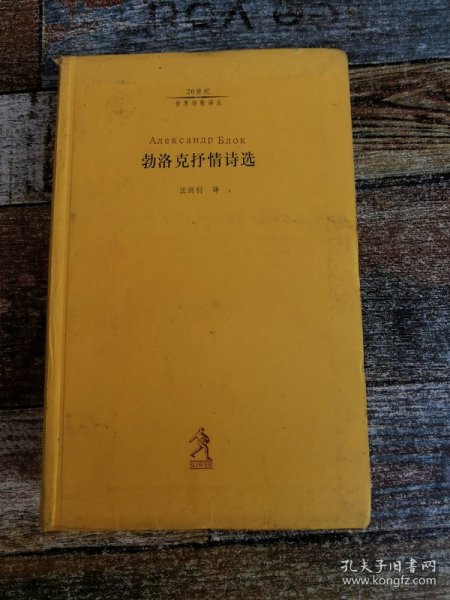 20世纪
世界诗歌译丛
Александр Блок
勃洛克抒情诗选
汪剑钊 译
SOWER
孔夫子旧书网
www.kongfz.com